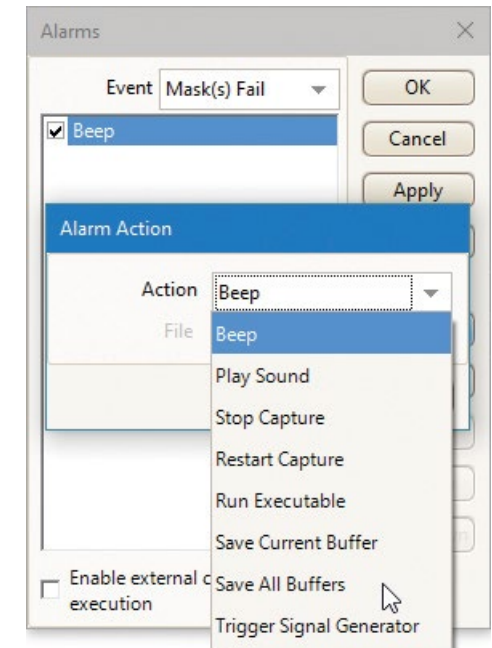 Alarms
Event Mask(s) Fail
OK
Beep
Cancel
Apply
Alarm Action
Action Beep
File
Beep
Play Sound
Stop Capture
Restart Capture
Run Executable
Save Current Buffer
Save All Buffers
Trigger Signal Generator
Enable external
execution